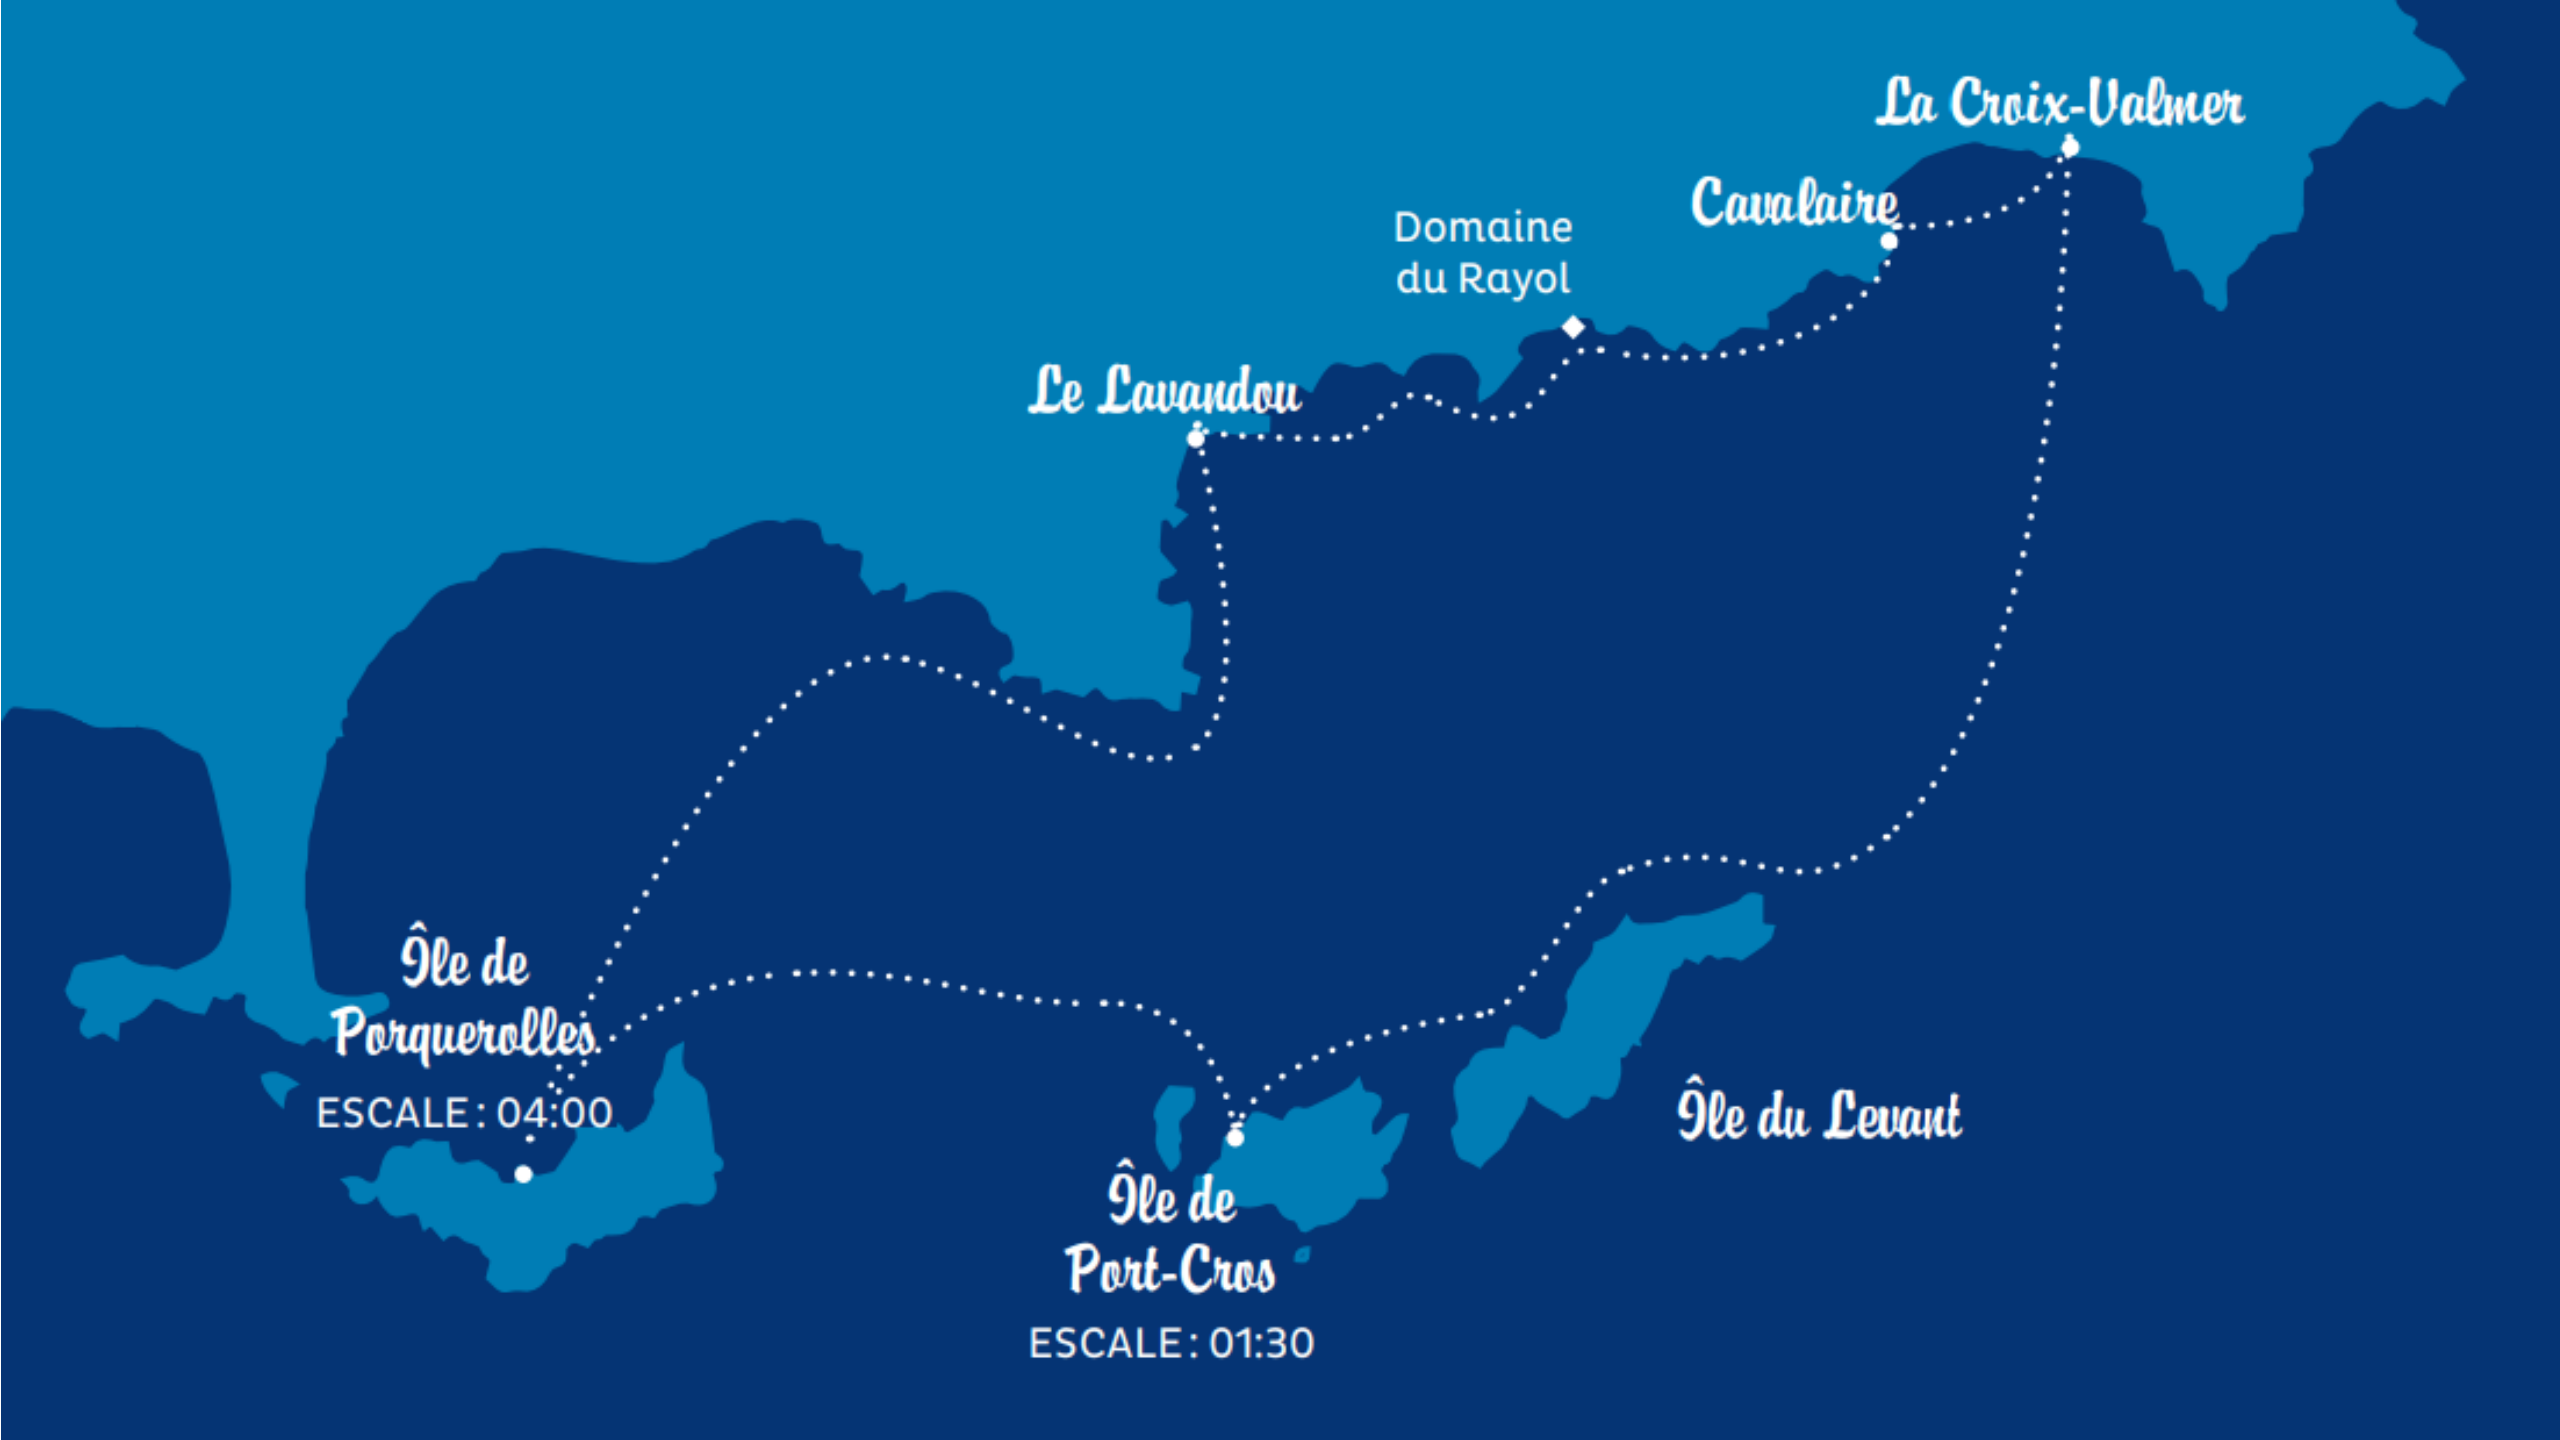 La Croix-Valmer
Cavalaire
Domaine
du Rayol
Le Lavandou
Île de
Porquerolles
ESCALE : 04:00
Île du Levant
Île de
Port-Cros
ESCALE : 01:30